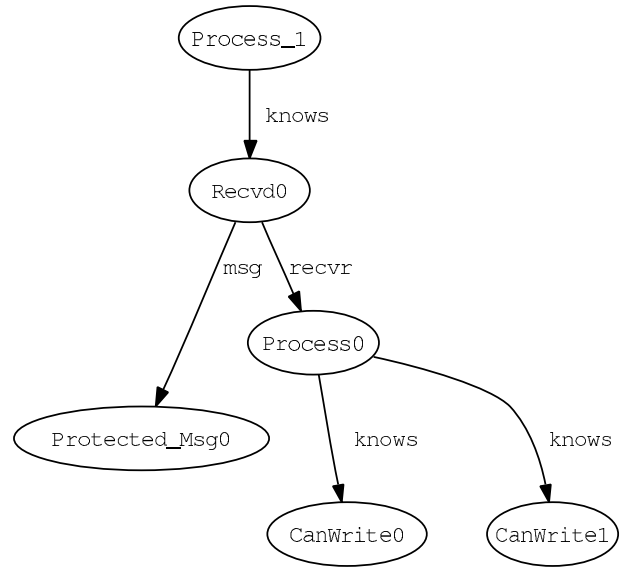 Process_1
knows
Recvd0
msg
recvr
Process0
Protected_Msg0
knows
knows
CanWrite0
CanWrite1